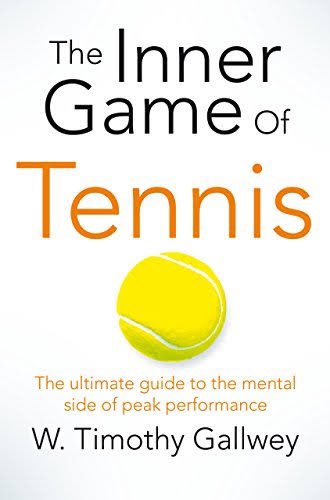 The Inner
Game Of
Tennis
The ultimate guide to the mental
side of peak performance
W. Timothy Gallwey